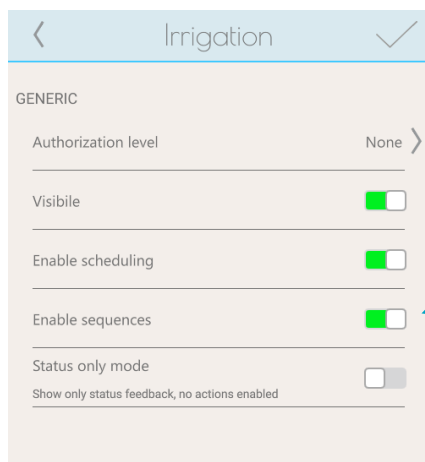 Irrigation
GENERIC
Authorization level None
Visibile
Enable scheduling
Enable sequences
Status only mode
Show only status feedback, no actions enabled